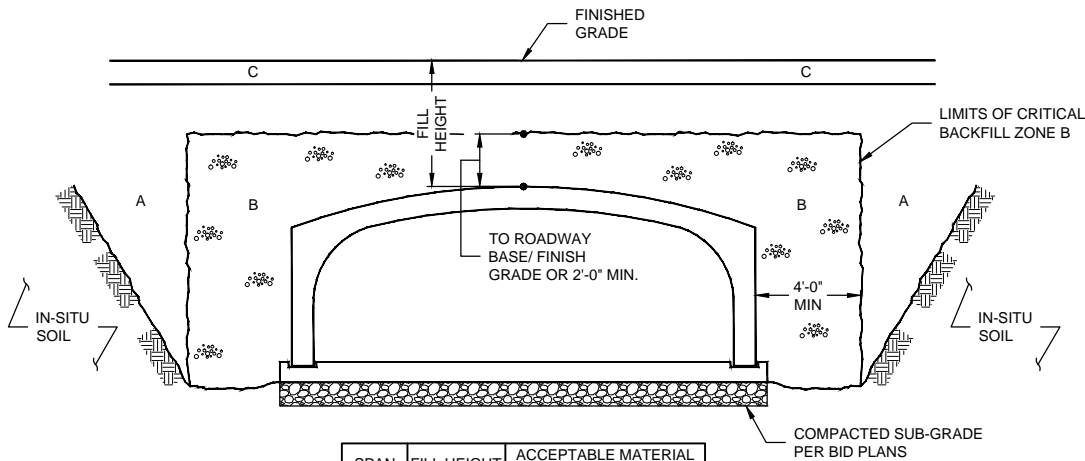 FINISHED
GRADE
C
C
FILL
HEIGHT
LIMITS OF CRITICAL
BACKFILL ZONE B
A
B
B
A
TO ROADWAY
BASE/ FINISH
GRADE OR 2'-0" MIN.
4'-0"
MIN
IN-SITU
SOIL
IN-SITU
SOIL
COMPACTED SUB-GRADE
PER BID PLANS
SPAN FILL HEIGHT ACCEPTABLE MATERIAL